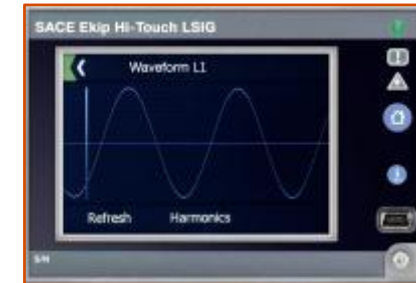 SACE Ekip Hi-Touch LSIG
Waveform L1
Refresh Harmonics
S/N